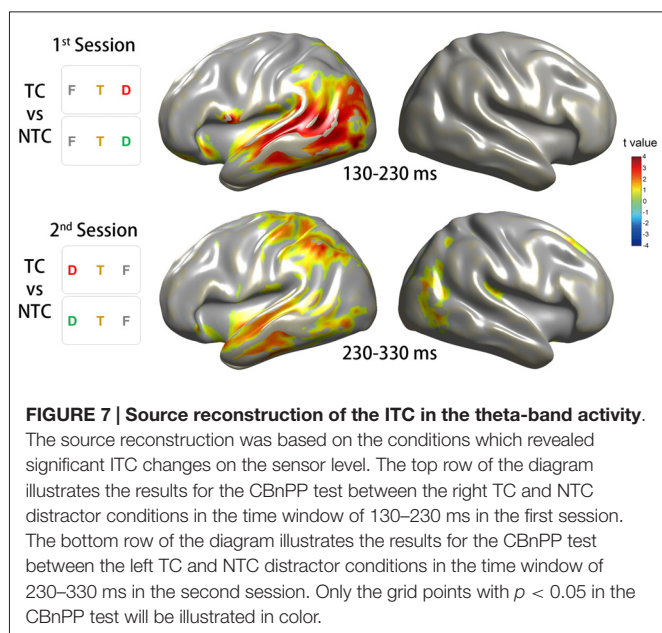 1st Session
TC
vs
NTC
F T D
F T D
130-230 ms
t value
4
3
2
1
0
-1
-2
-3
-4
2nd Session
TC
vs
NTC
D T F
D T F
230-330 ms
FIGURE 7 | Source reconstruction of the ITC in the theta-band activity.
The source reconstruction was based on the conditions which revealed
significant ITC changes on the sensor level. The top row of the diagram
illustrates the results for the CBnPP test between the right TC and NTC
distractor conditions in the time window of 130–230 ms in the first session.
The bottom row of the diagram illustrates the results for the CBnPP test
between the left TC and NTC distractor conditions in the time window of
230–330 ms in the second session. Only the grid points with p < 0.05 in the
CBnPP test will be illustrated in color.